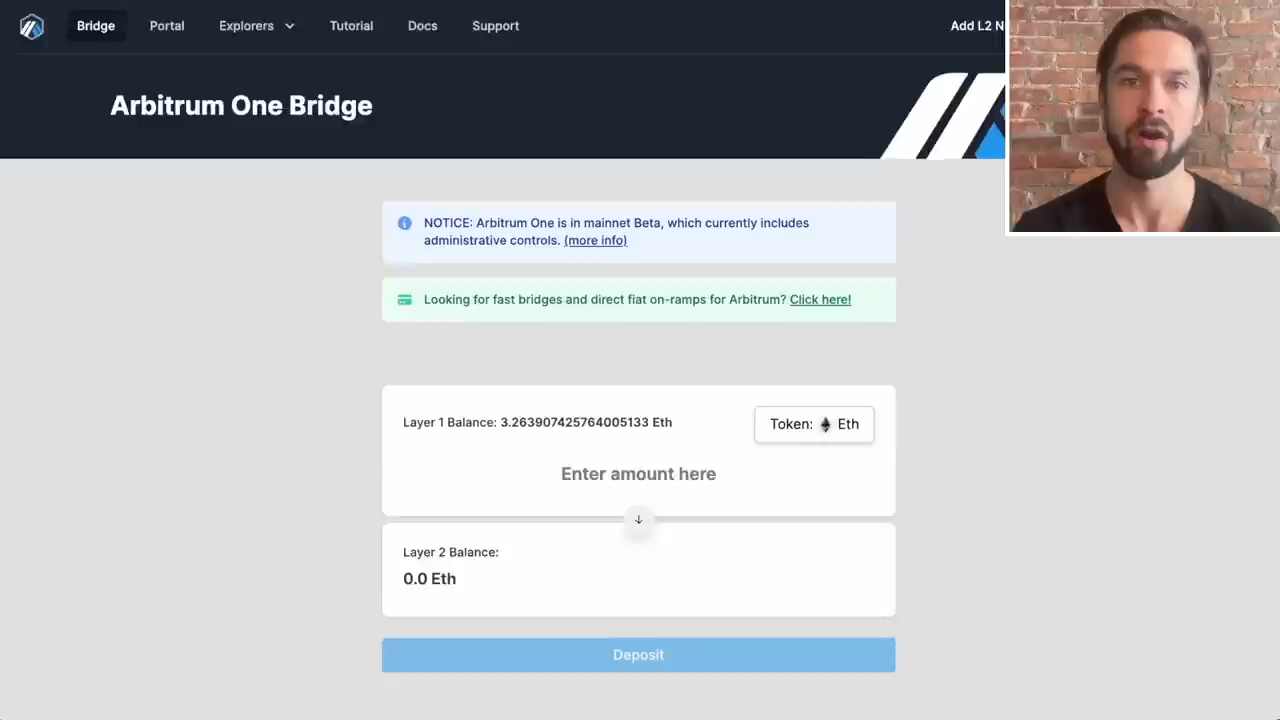 Bridge
Portal
Explorers
Tutorial
Docs
Support
Add L2
Arbitrum One Bridge
NOTICE: Arbitrum One is in mainnet Beta, which currently includes
administrative controls. (more info)
Looking for fast bridges and direct fiat on-ramps for Arbitrum? Click here!
Layer 1 Balance: 3.263907425764005133 Eth
Token: Eth
Enter amount here
Layer 2 Balance:
0.0 Eth
Deposit